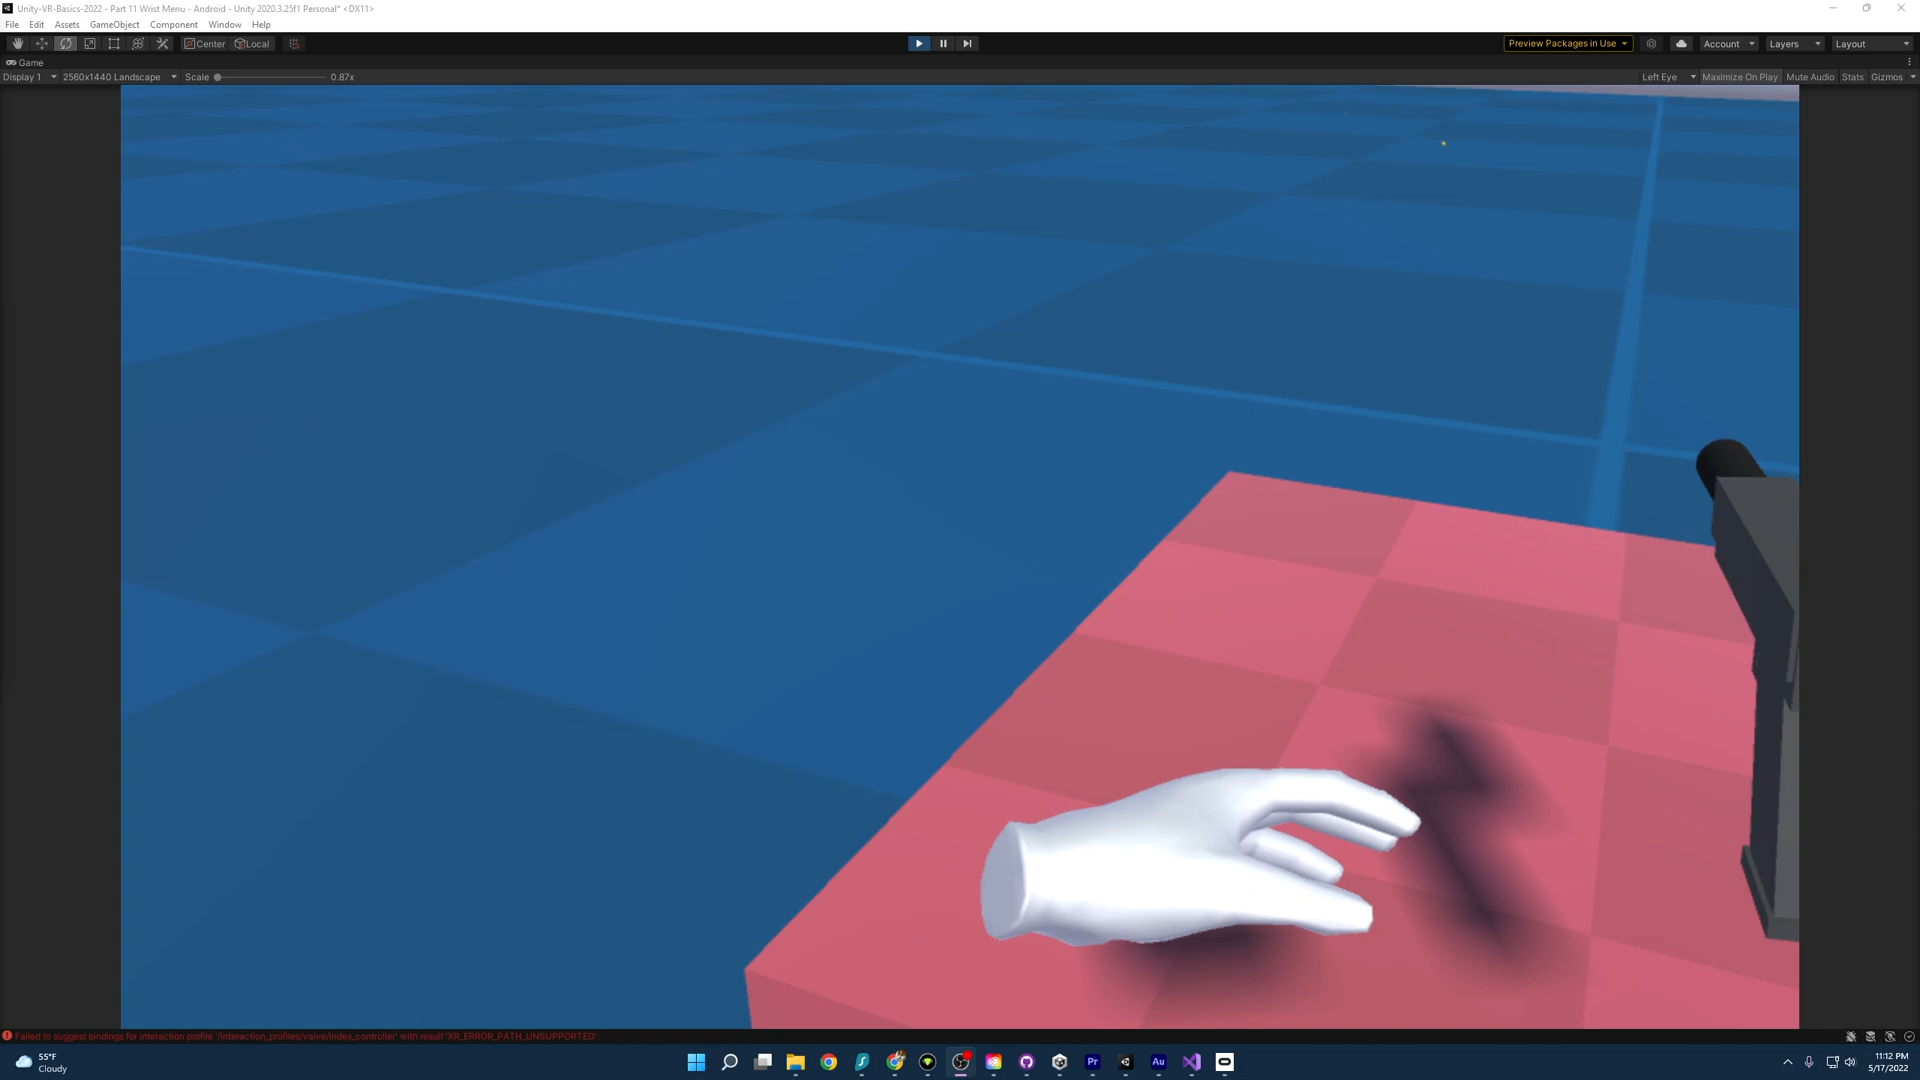 Unity-VR-Basics-2022 - Part 11 Wrist Menu - Android - Unity 2020.3.25f1 Personal* <DX11>
File Edit Assets GameObject Component Window Help
Center Local Preview Packages in Use Account Layers Layout
Game
Display 1 2560x1440 Landscape Scale 0.87x Left Eye Maximize On Play Mute Audio Stats Gizmos
Failed to suggest bindings for interaction profile '/interaction_profiles/valve/index_controller' with result 'XR_ERROR_PATH_UNSUPPORTED'.
55°F
Cloudy
Pr Au
11:12 PM
5/17/2022